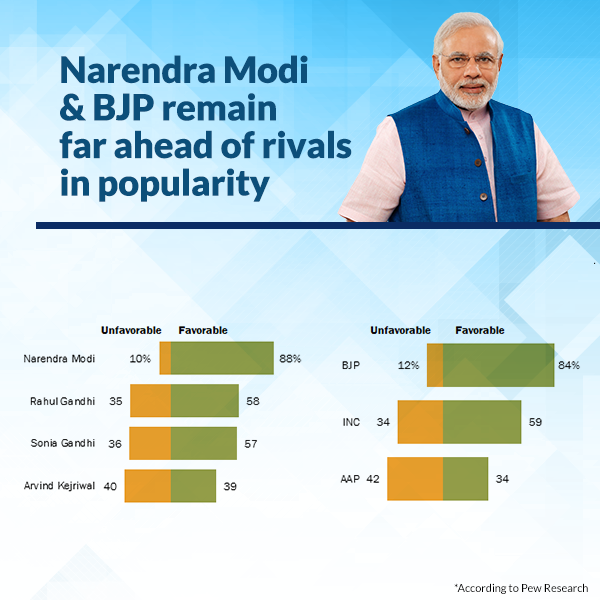 Narendra Modi
& BJP remain
far ahead of rivals
in popularity
Unfavorable Favorable
Narendra Modi 10% 88%
Rahul Gandhi 35 58
Sonia Gandhi 36 57
Arvind Kejriwal 40 39
Unfavorable Favorable
BJP 12% 84%
INC 34 59
AAP 42 34
*According to Pew Research